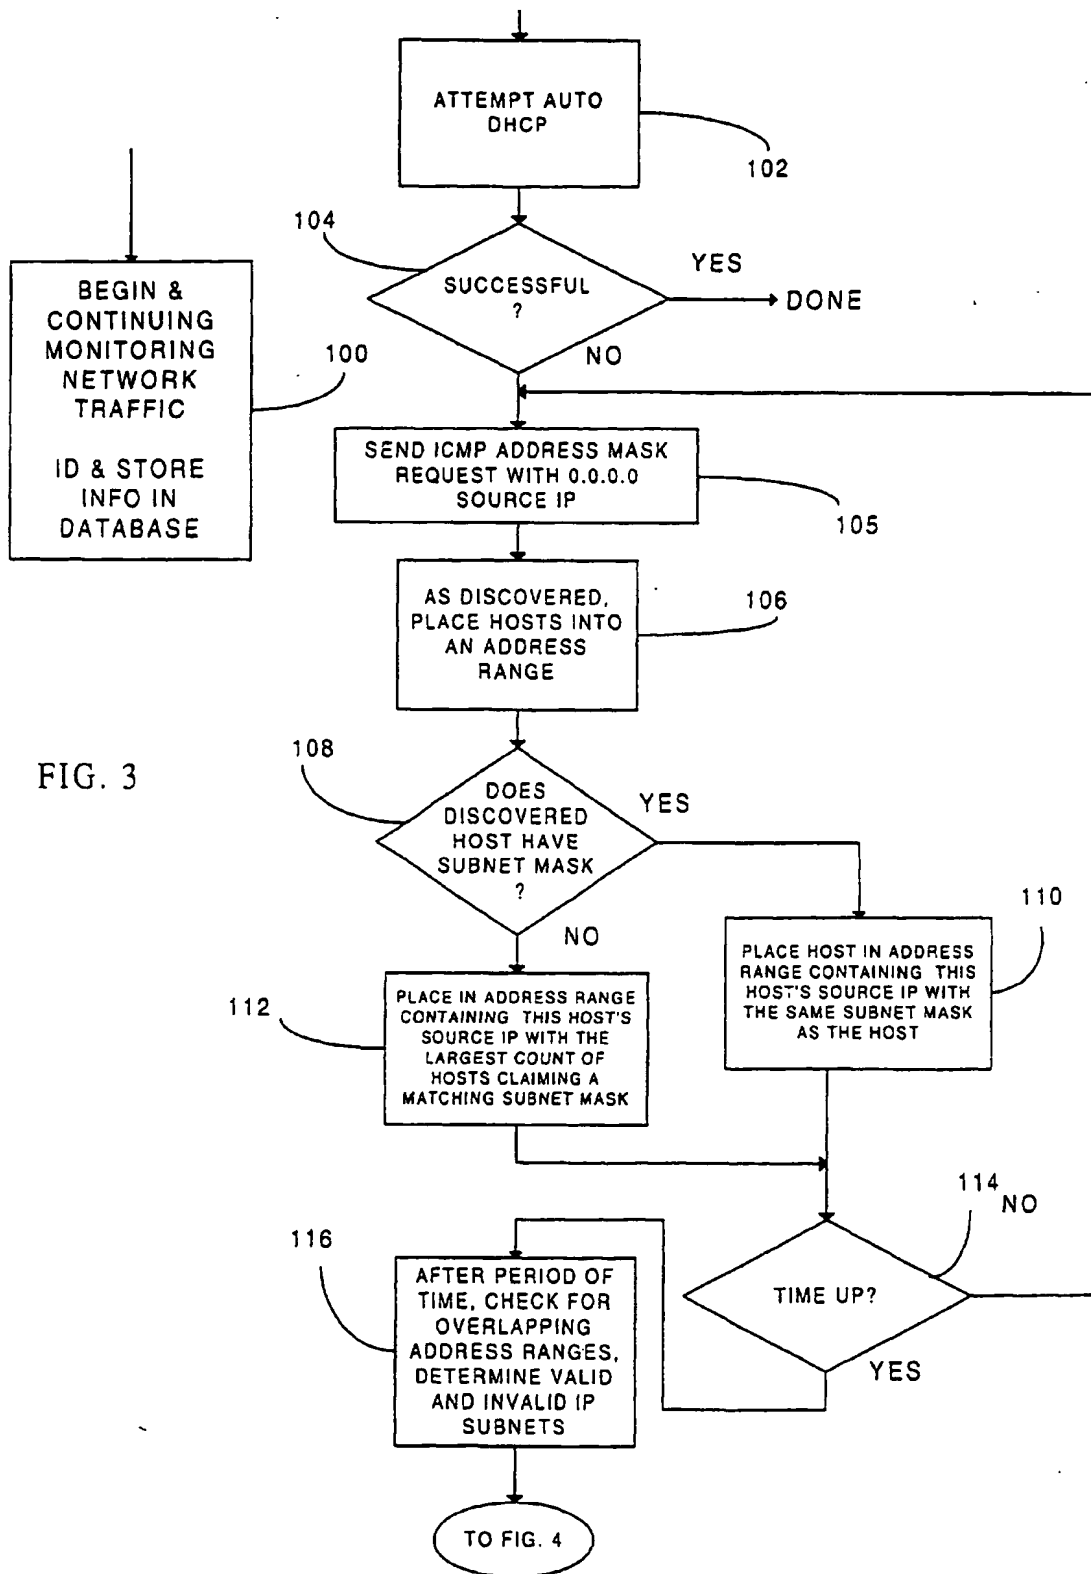 ATTEMPT AUTO
DHCP
102
104
SUCCESSFUL
?
YES
DONE
NO
BEGIN &
CONTINUING
MONITORING
NETWORK
TRAFFIC
ID & STORE
INFO IN
DATABASE
100
SEND ICMP ADDRESS MASK
REQUEST WITH 0.0.0.0
SOURCE IP
105
AS DISCOVERED,
PLACE HOSTS INTO
AN ADDRESS
RANGE
106
FIG. 3
108
DOES
DISCOVERED
HOST HAVE
SUBNET MASK
?
YES
NO
110
PLACE HOST IN ADDRESS
RANGE CONTAINING THIS
HOST'S SOURCE IP WITH
THE SAME SUBNET MASK
AS THE HOST
112
PLACE IN ADDRESS RANGE
CONTAINING THIS HOST'S
SOURCE IP WITH THE
LARGEST COUNT OF
HOSTS CLAIMING A
MATCHING SUBNET MASK
114
NO
TIME UP?
YES
116
AFTER PERIOD OF
TIME, CHECK FOR
OVERLAPPING
ADDRESS RANGES,
DETERMINE VALID
AND INVALID IP
SUBNETS
TO FIG. 4